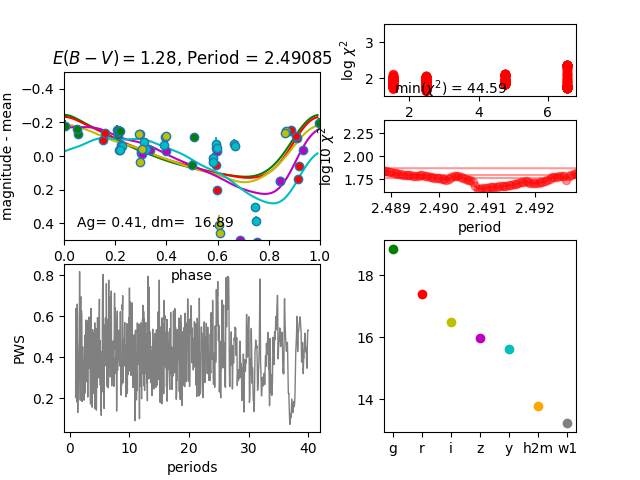 E(B − V) = 1.28, Period = 2.49085
magnitude - mean
−0.4
−0.2
0.0
0.2
0.4
Ag= 0.41, dm= 16.89
0.0 0.2 0.4 0.6 0.8 1.0
phase
log χ²
3
2
min(χ²) = 44.59
2 4 6
log10 χ²
2.25
2.00
1.75
2.489 2.490 2.491 2.492
period
PWS
0.8
0.6
0.4
0.2
0 10 20 30 40
periods
18
16
14
g r i z y h2m w1